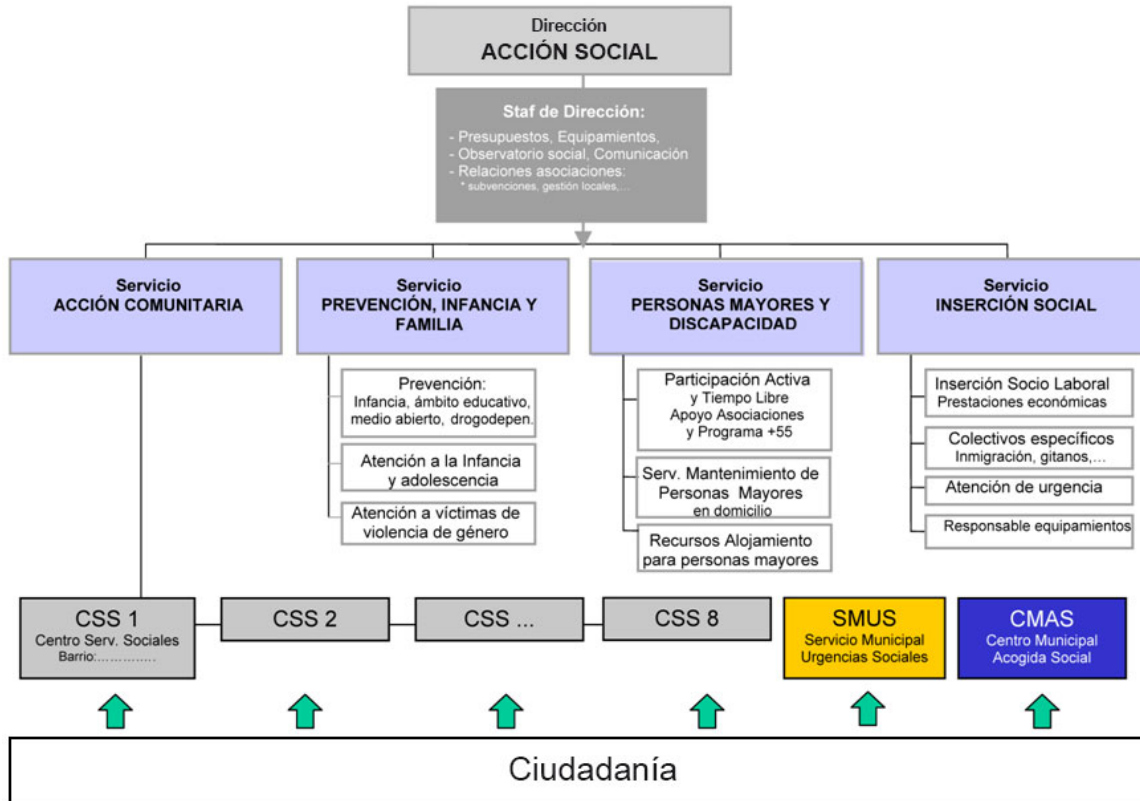 Dirección
ACCIÓN SOCIAL
Staf de Dirección:
- Presupuestos, Equipamientos,
- Observatorio social, Comunicación
- Relaciones asociaciones:
* subvenciones, gestión locales,...
Servicio
ACCIÓN COMUNITARIA
Servicio
PREVENCIÓN, INFANCIA Y
FAMILIA
Prevención:
Infancia, ámbito educativo,
medio abierto, drogodepen.
Atención a la Infancia
y adolescencia
Atención a víctimas de
violencia de género
Servicio
PERSONAS MAYORES Y
DISCAPACIDAD
Participación Activa
y Tiempo Libre
Apoyo Asociaciones
y Programa +55
Serv. Mantenimiento de
Personas Mayores
en domicilio
Recursos Alojamiento
para personas mayores
Servicio
INSERCIÓN SOCIAL
Inserción Socio Laboral
Prestaciones económicas
Colectivos específicos
Inmigración, gitanos,...
Atención de urgencia
Responsable equipamientos
CSS 1
Centro Serv. Sociales
Barrio:..............
CSS 2
CSS ...
CSS 8
SMUS
Servicio Municipal
Urgencias Sociales
CMAS
Centro Municipal
Acogida Social
Ciudadanía